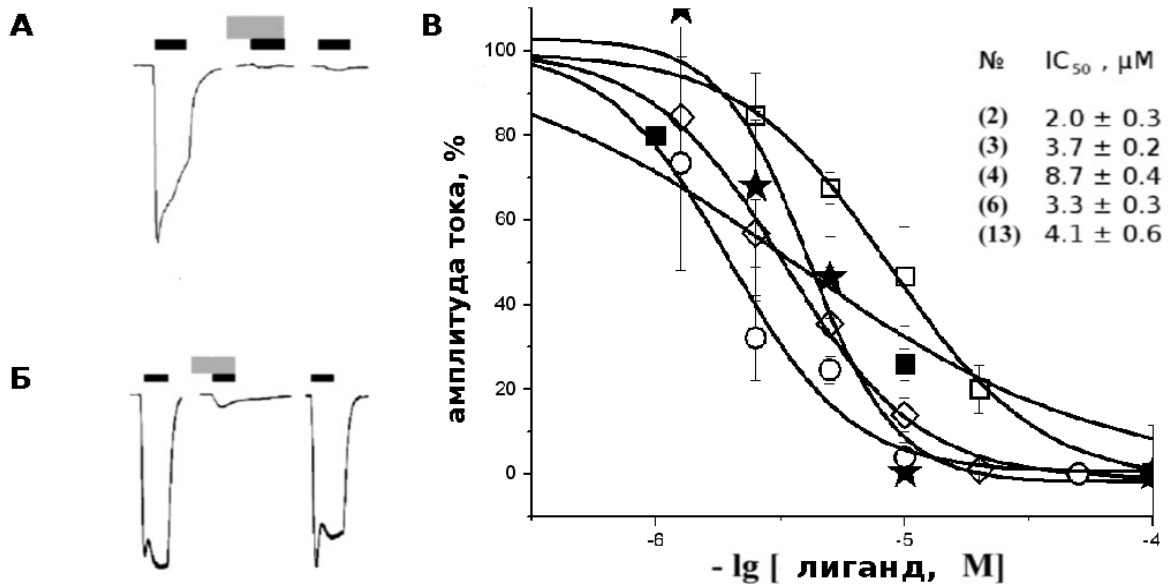 А
Б
В
амплитуда тока, %
100
80
60
40
20
0
-6
-5
-4
- lg [ лиганд, М]
№ IC50 , µM
(2) 2.0 ± 0.3
(3) 3.7 ± 0.2
(4) 8.7 ± 0.4
(6) 3.3 ± 0.3
(13) 4.1 ± 0.6